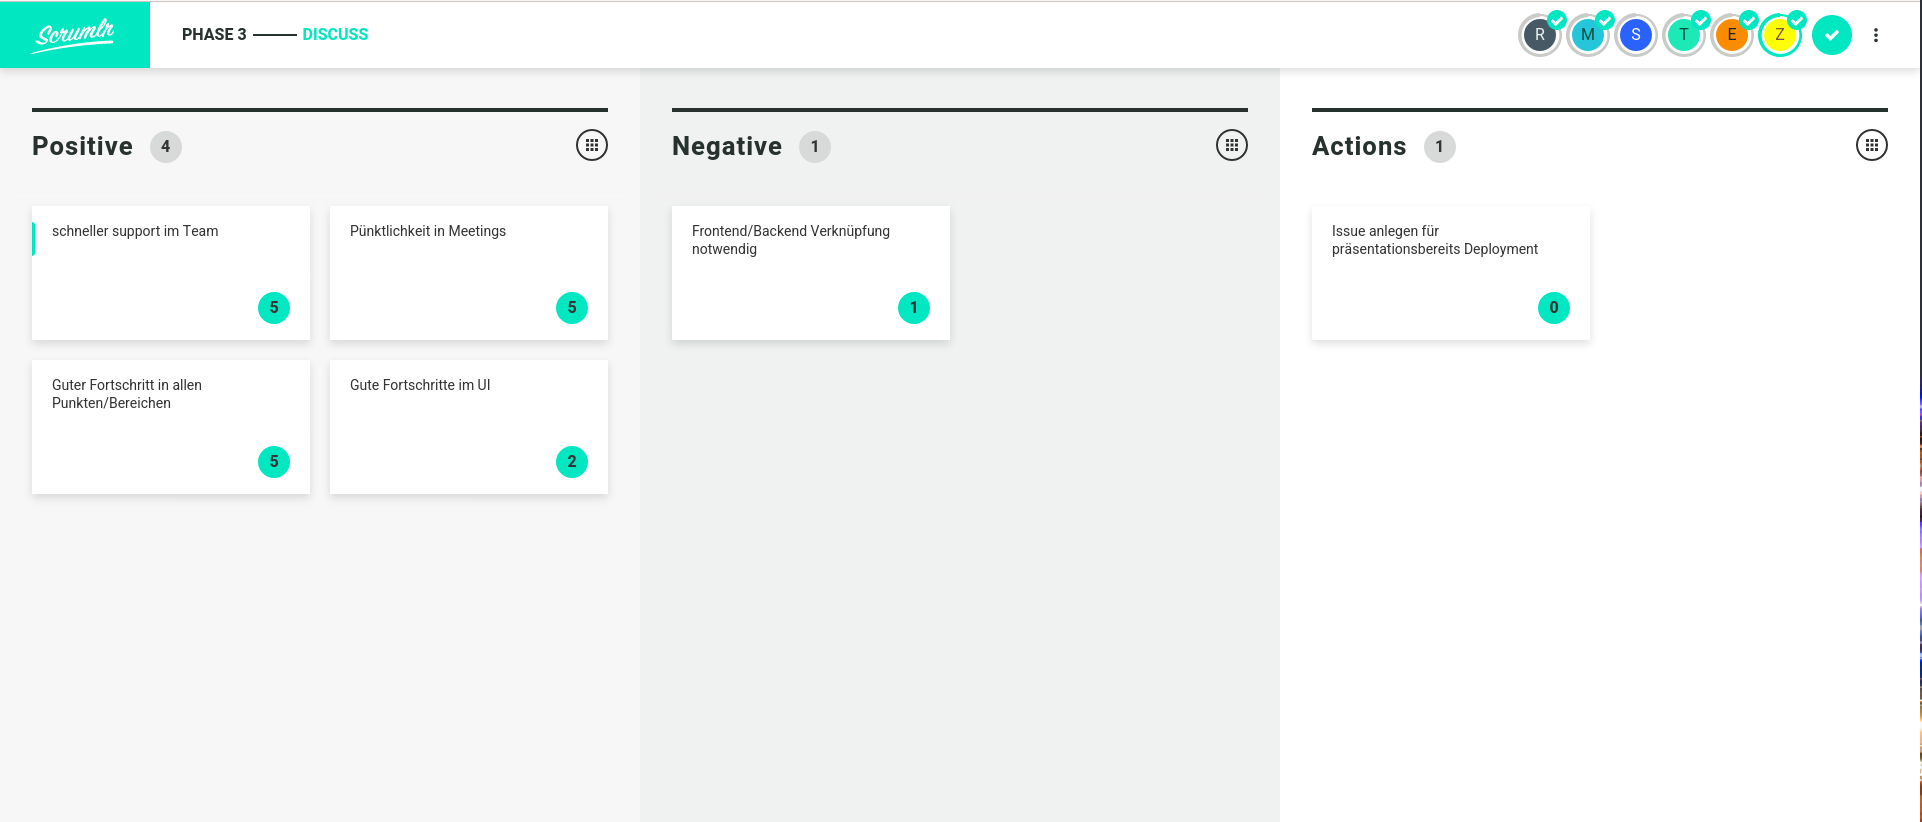 Scrumlr
PHASE 3
DISCUSS
R
M
S
T
E
Z
Positive
4
schneller support im Team
5
Pünktlichkeit in Meetings
5
Guter Fortschritt in allen
Punkten/Bereichen
5
Gute Fortschritte im UI
2
Negative
1
Frontend/Backend Verknüpfung
notwendig
1
Actions
1
Issue anlegen für
präsentationsbereits Deployment
0